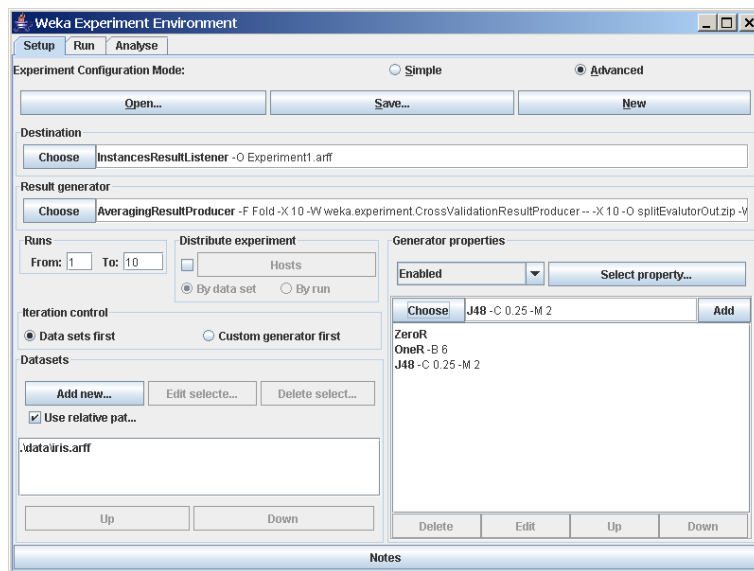 Weka Experiment Environment
Setup Run Analyse
Experiment Configuration Mode: Simple Advanced
Open... Save... New
Destination
Choose InstancesResultListener -O Experiment1.arff
Result generator
Choose AveragingResultProducer -F Fold -X 10 -W weka.experiment.CrossValidationResultProducer -- -X 10 -O splitEvalutorOut.zip -W
Runs
From: 1 To: 10
Distribute experiment
Hosts
By data set By run
Generator properties
Enabled Select property...
Choose J48 -C 0.25 -M 2 Add
ZeroR
OneR -B 6
J48 -C 0.25 -M 2
Iteration control
Data sets first Custom generator first
Datasets
Add new... Edit selecte... Delete select...
Use relative pat...
.\data\iris.arff
Up Down
Delete Edit Up Down
Notes